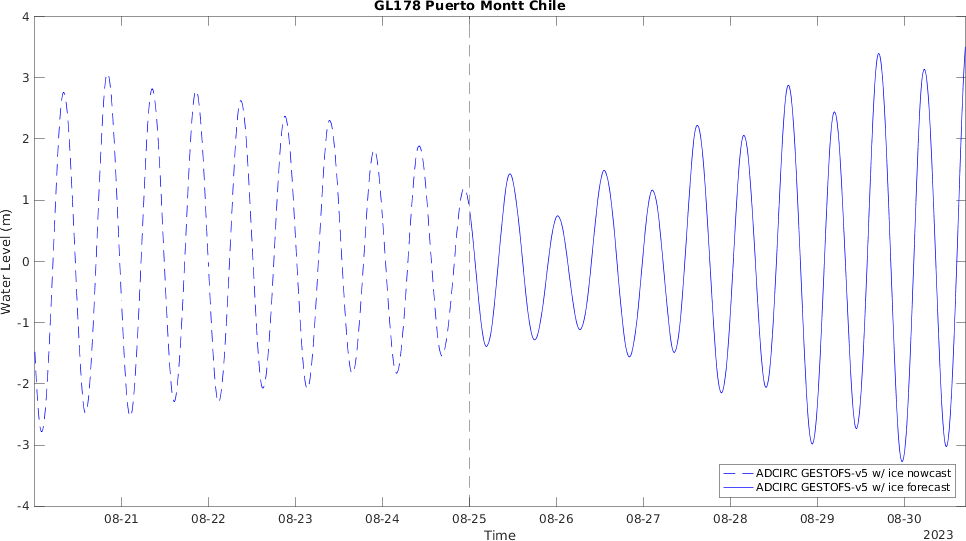 GL178 Puerto Montt Chile
4
3
2
1
0
-1
-2
-3
-4
Water Level (m)
ADCIRC GESTOFS-v5 w/ ice nowcast
ADCIRC GESTOFS-v5 w/ ice forecast
08-21 08-22 08-23 08-24 08-25 08-26 08-27 08-28 08-29 08-30
Time
2023